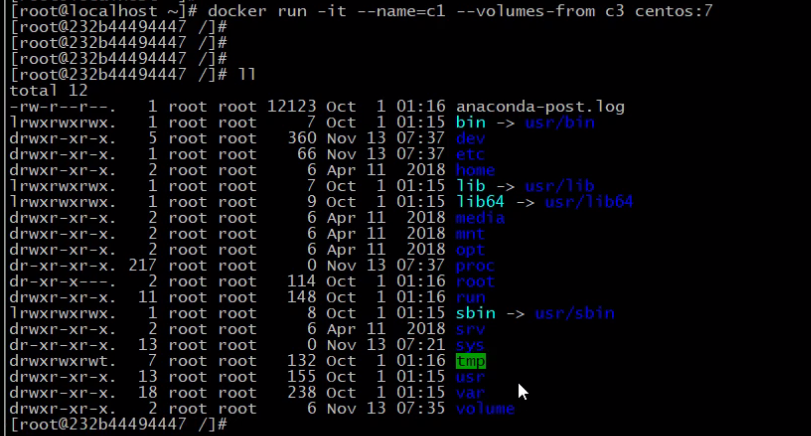 [root@localhost ~]# docker run -it --name=c1 --volumes-from c3 centos:7
[root@232b44494447 /]#
[root@232b44494447 /]#
[root@232b44494447 /]#
[root@232b44494447 /]# ll
total 12
-rw-r--r--. 1 root root 12123 Oct 1 01:16 anaconda-post.log
lrwxrwxrwx. 1 root root 7 Oct 1 01:15 bin -> usr/bin
drwxr-xr-x. 5 root root 360 Nov 13 07:37 dev
drwxr-xr-x. 1 root root 66 Nov 13 07:37 etc
drwxr-xr-x. 2 root root 6 Apr 11 2018 home
lrwxrwxrwx. 1 root root 7 Oct 1 01:15 lib -> usr/lib
lrwxrwxrwx. 1 root root 9 Oct 1 01:15 lib64 -> usr/lib64
drwxr-xr-x. 2 root root 6 Apr 11 2018 media
drwxr-xr-x. 2 root root 6 Apr 11 2018 mnt
drwxr-xr-x. 2 root root 6 Apr 11 2018 opt
dr-xr-xr-x. 217 root root 0 Nov 13 07:37 proc
dr-xr-x---. 2 root root 114 Oct 1 01:16 root
drwxr-xr-x. 11 root root 148 Oct 1 01:16 run
lrwxrwxrwx. 1 root root 8 Oct 1 01:15 sbin -> usr/sbin
drwxr-xr-x. 2 root root 6 Apr 11 2018 srv
dr-xr-xr-x. 13 root root 0 Nov 13 07:21 sys
drwxrwxrwt. 7 root root 132 Oct 1 01:16 tmp
drwxr-xr-x. 13 root root 155 Oct 1 01:15 usr
drwxr-xr-x. 18 root root 238 Oct 1 01:15 var
drwxr-xr-x. 2 root root 6 Nov 13 07:35 volume
[root@232b44494447 /]#